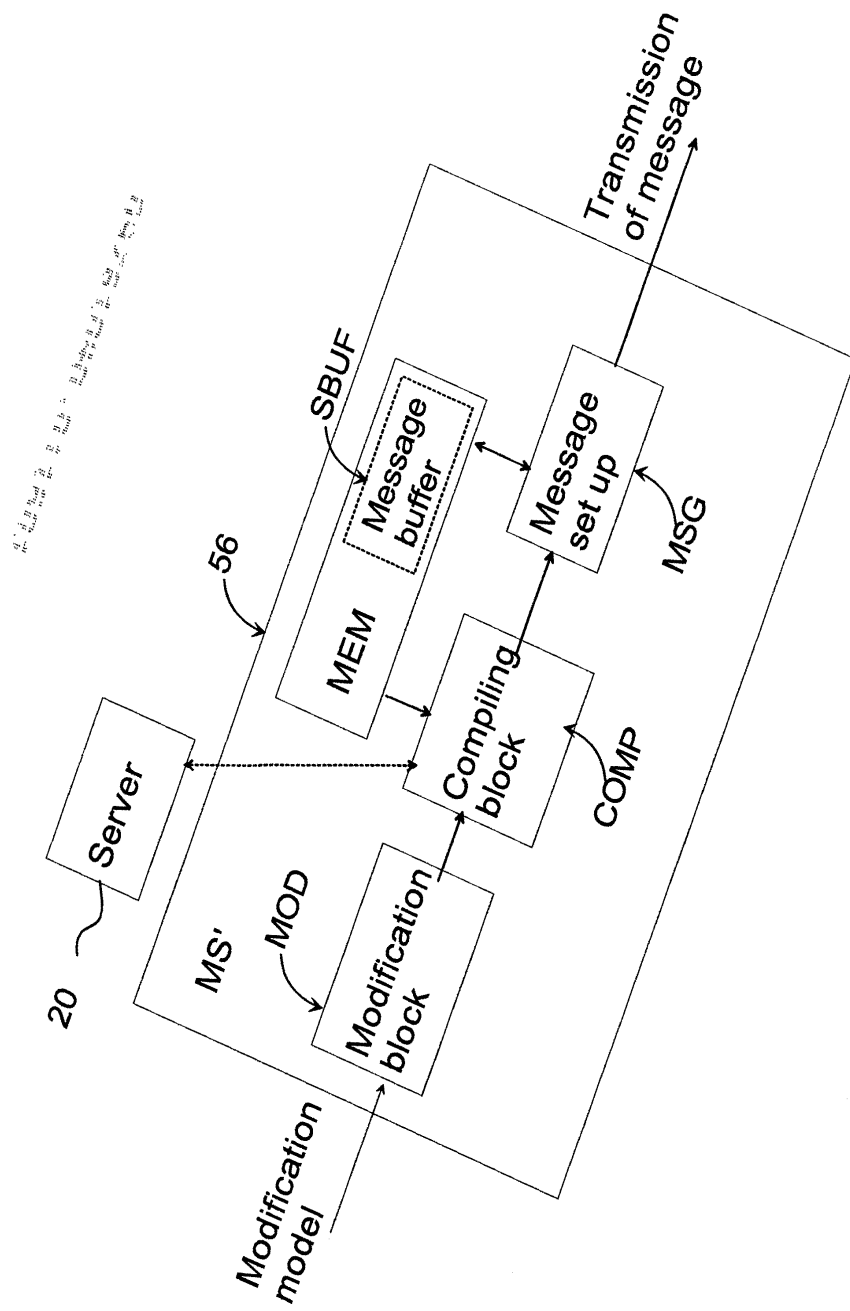 20
Server
56
MS'
MOD
MEM
SBUF
Message
buffer
Modification
model
Modification
block
Compiling
block
COMP
Message
set up
MSG
Transmission
of message